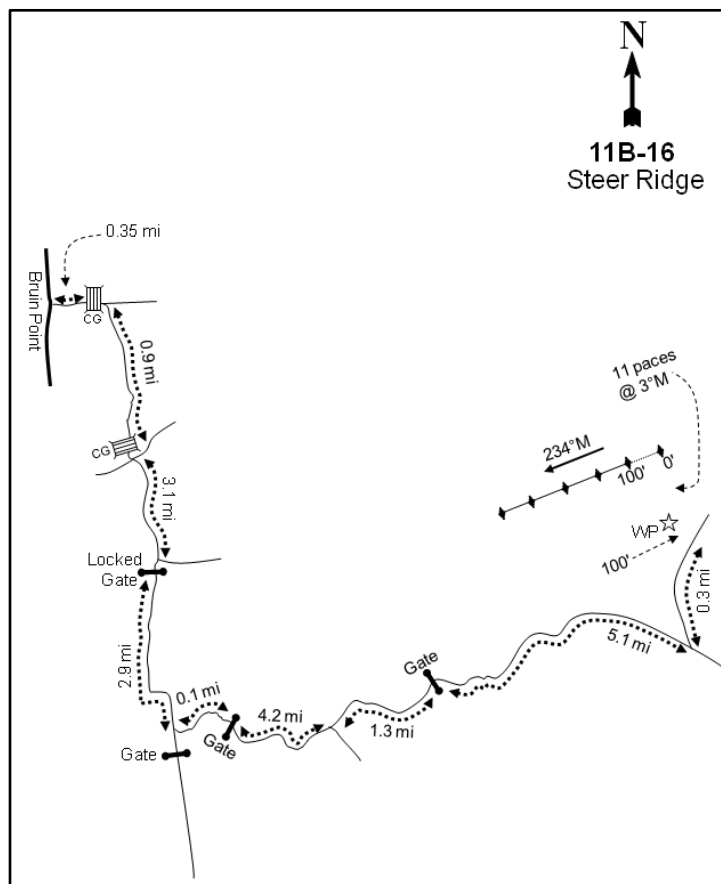 N
11B-16
Steer Ridge
0.35 mi
Bruin Point
CG
0.9 mi
11 paces
@ 3°M
234°M
CG
100'
0'
3.1 mi
WP
Locked
Gate
100'
0.3 mi
2.9 mi
0.1 mi
Gate
5.1 mi
4.2 mi
1.3 mi
Gate
Gate